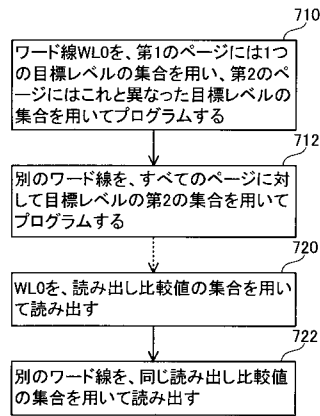 710
ワード線WL0を、第1のページには1つ
の目標レベルの集合を用い、第2のペ
ージにはこれと異なった目標レベルの
集合を用いてプログラムする
712
別のワード線を、すべてのページに対
して目標レベルの第2の集合を用いて
プログラムする
720
WL0を、読み出し比較値の集合を用い
て読み出す
722
別のワード線を、同じ読み出し比較値
の集合を用いて読み出す